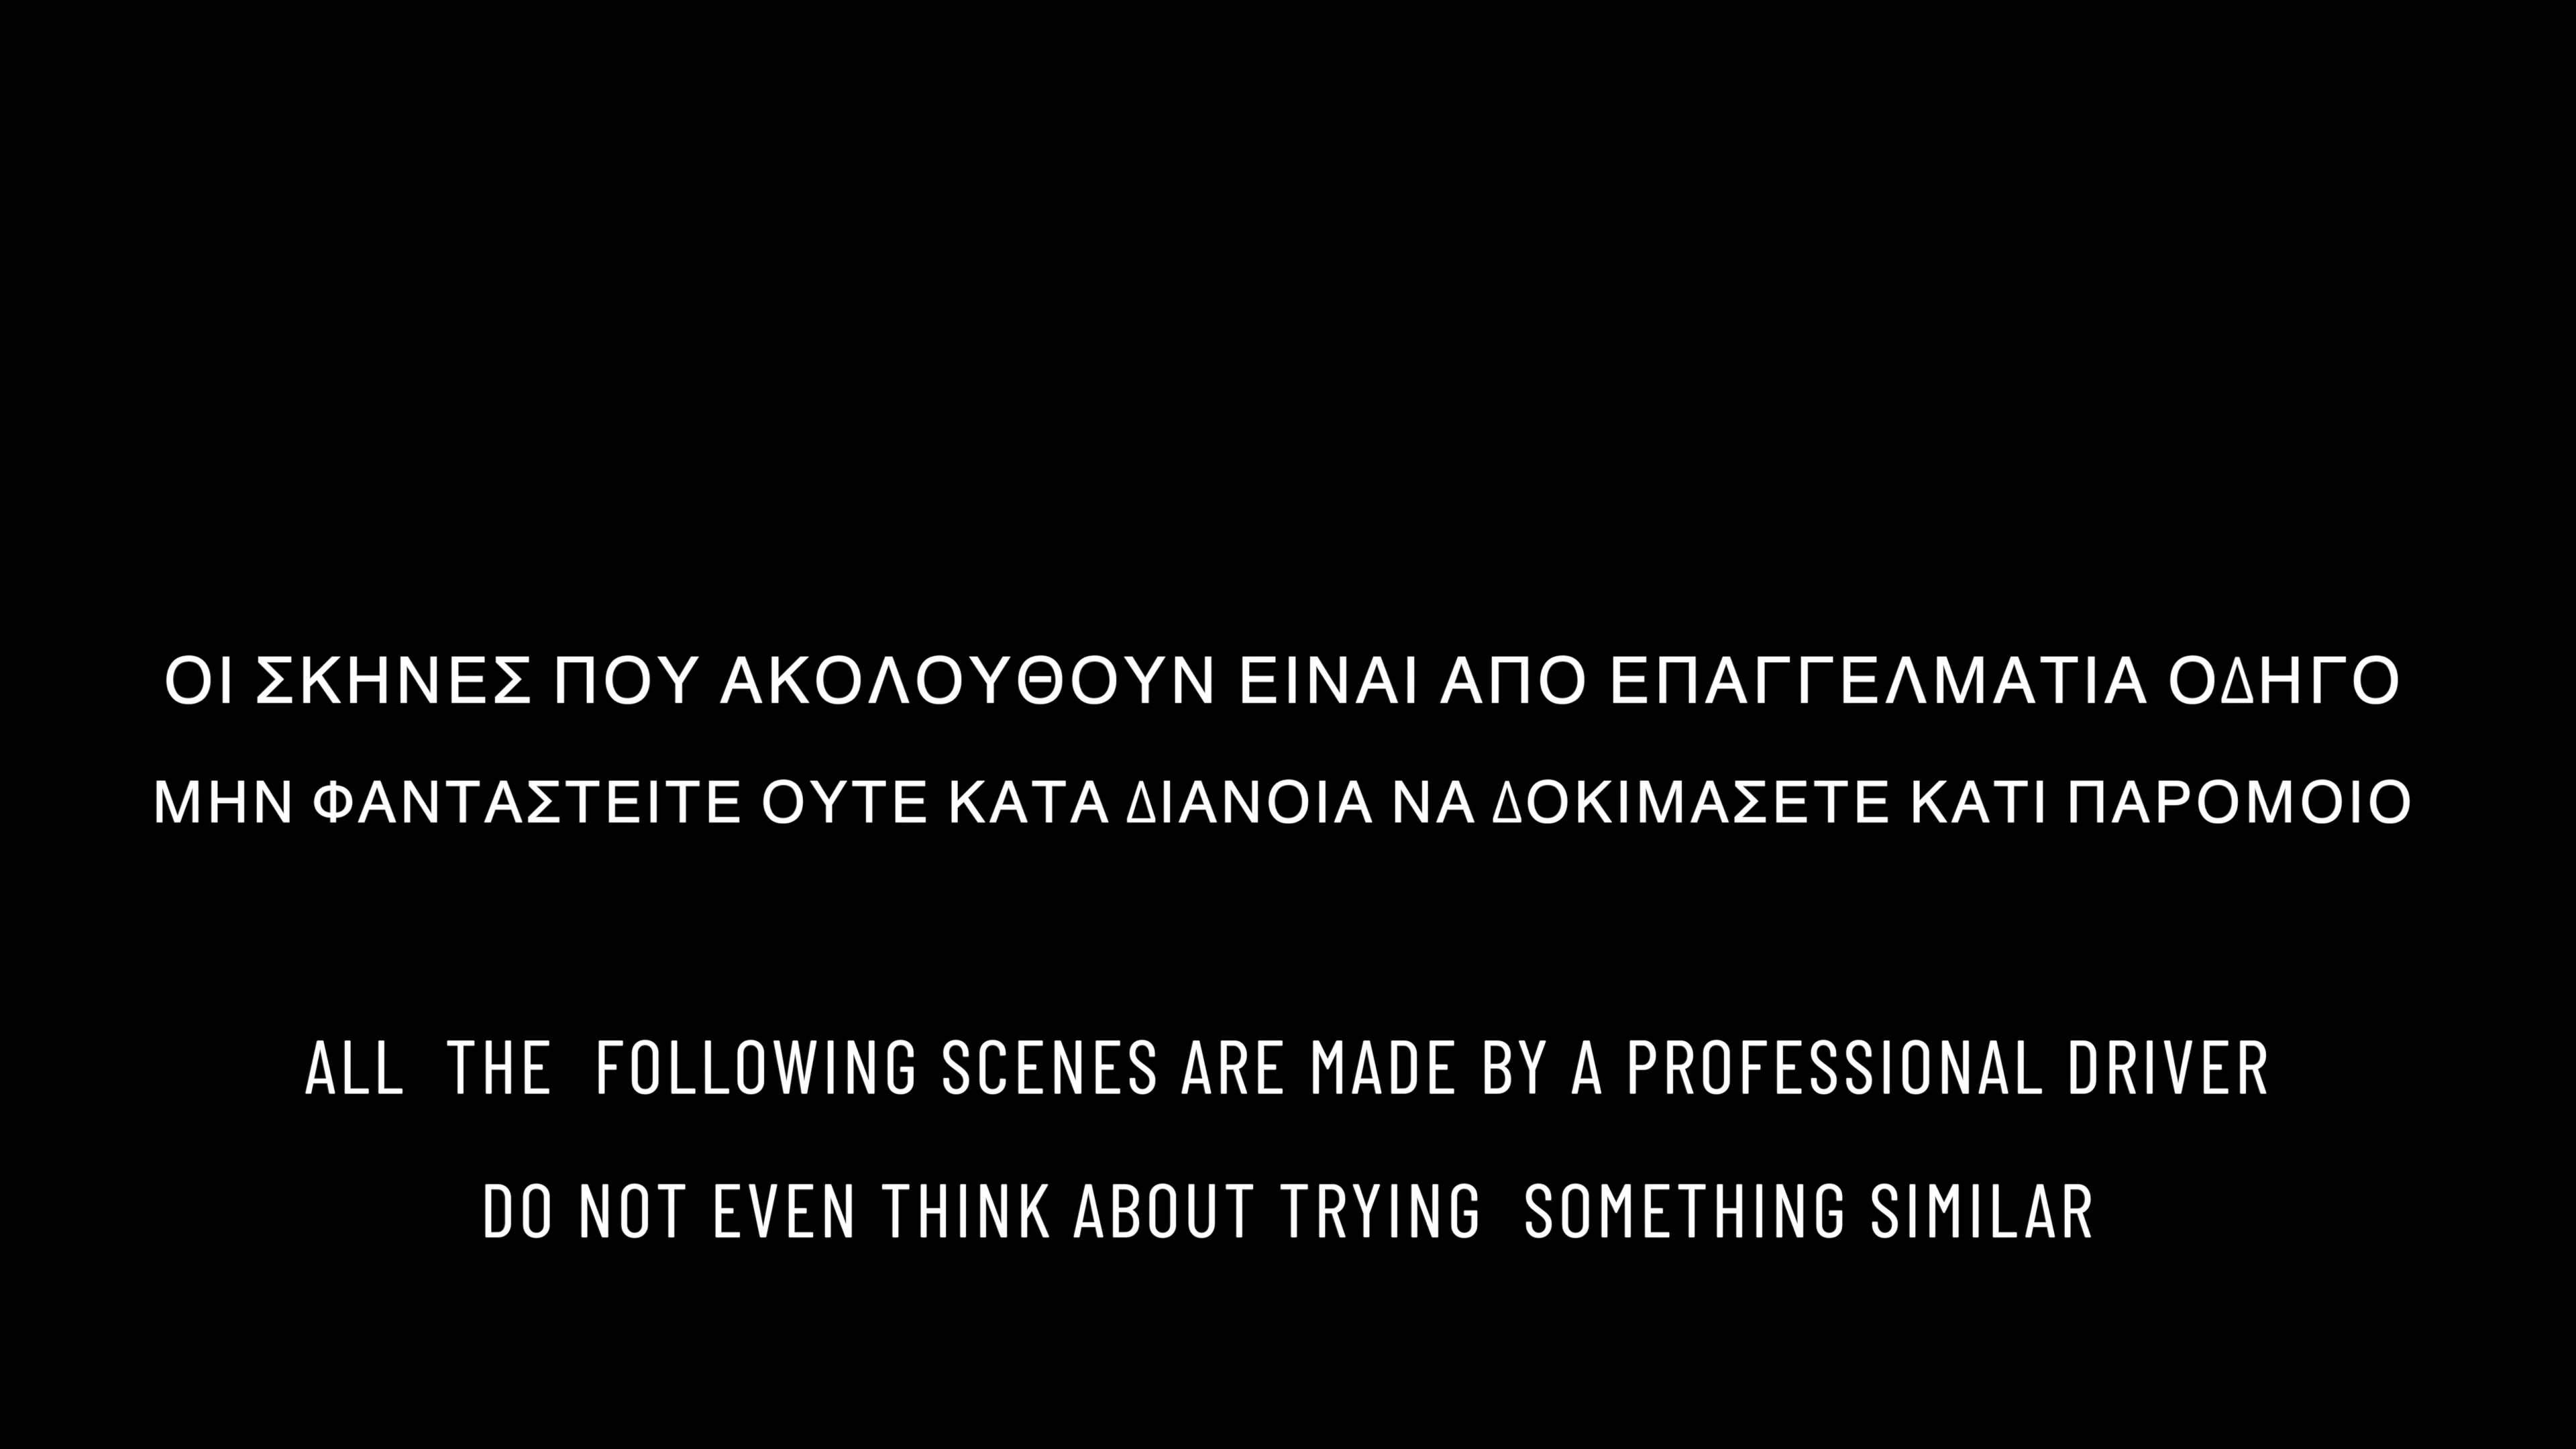 ΟΙ ΣΚΗΝΕΣ ΠΟΥ ΑΚΟΛΟΥΘΟΥΝ ΕΙΝΑΙ ΑΠΟ ΕΠΑΓΓΕΛΜΑΤΙΑ ΟΔΗΓΟ
ΜΗΝ ΦΑΝΤΑΣΤΕΙΤΕ ΟΥΤΕ ΚΑΤΑ ΔΙΑΝΟΙΑ ΝΑ ΔΟΚΙΜΑΣΕΤΕ ΚΑΤΙ ΠΑΡΟΜΟΙΟ
ALL THE FOLLOWING SCENES ARE MADE BY A PROFESSIONAL DRIVER
DO NOT EVEN THINK ABOUT TRYING SOMETHING SIMILAR